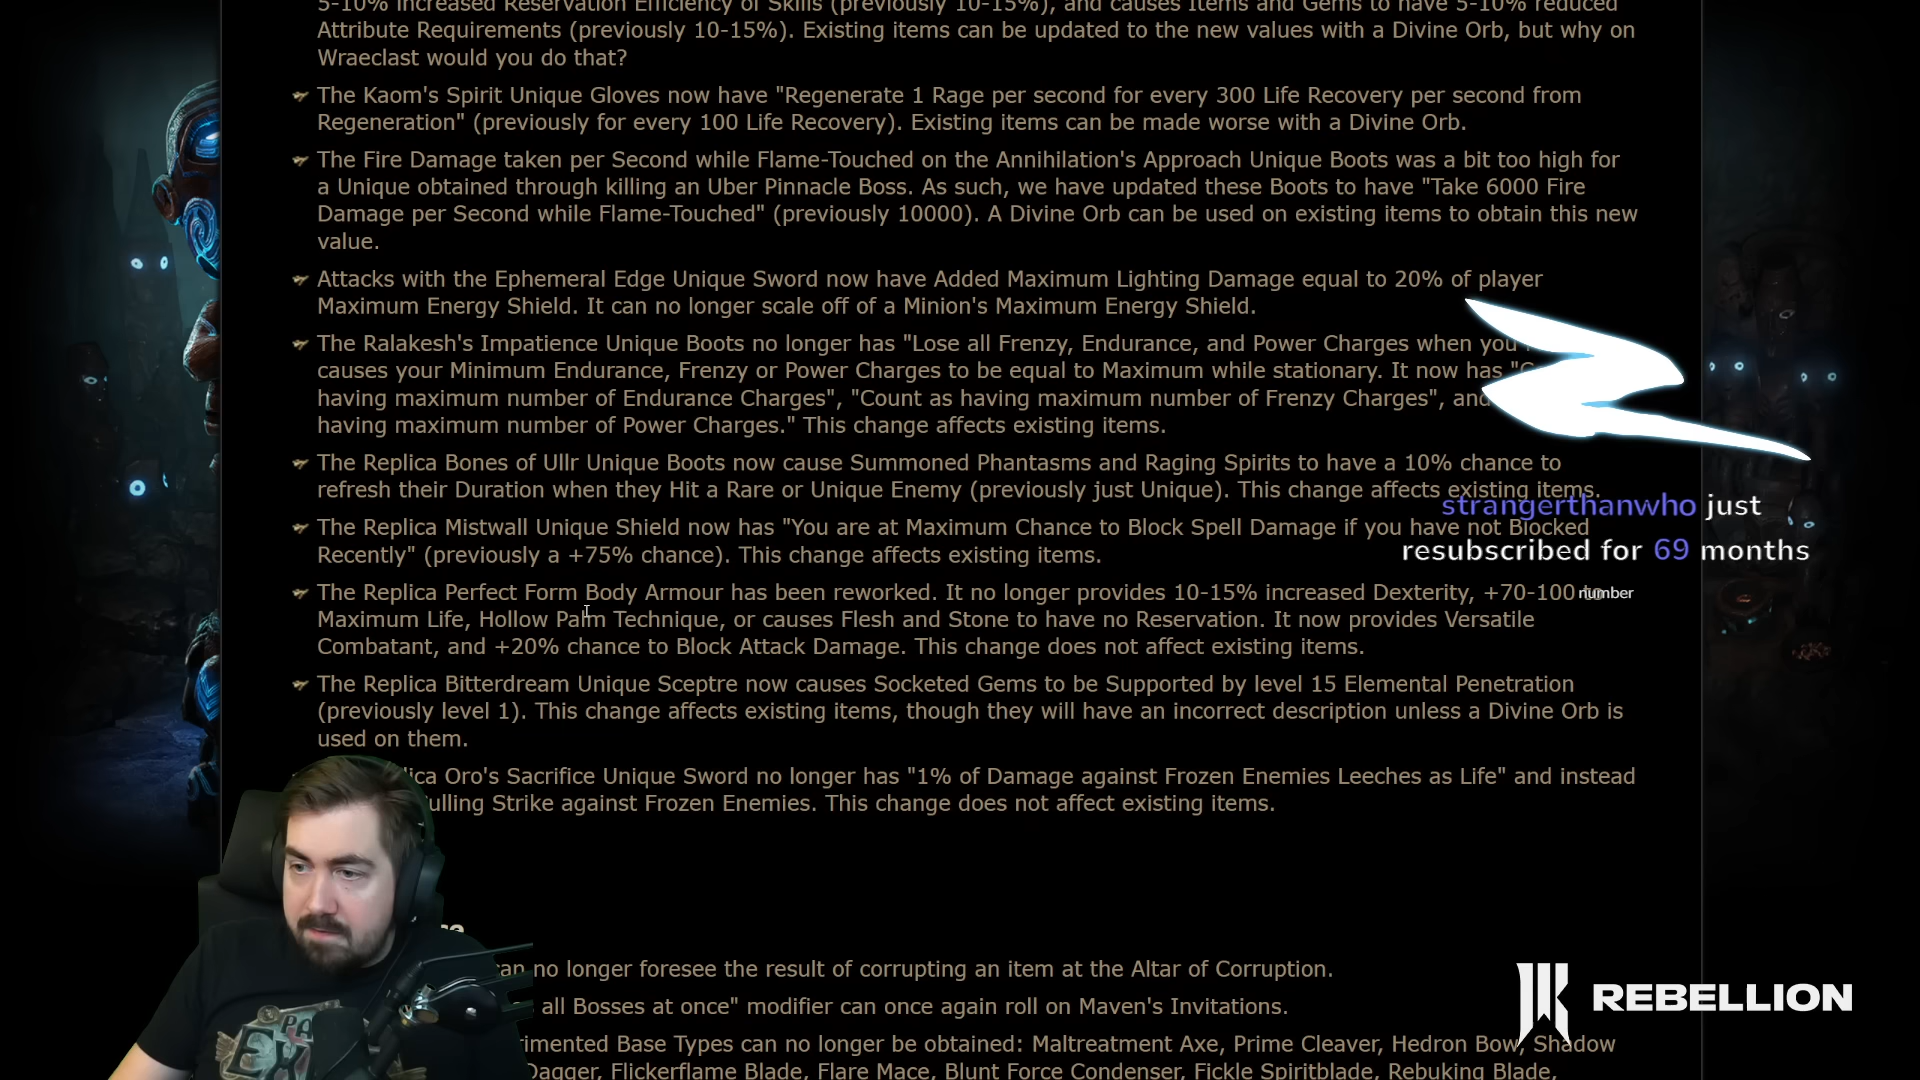 5-10% increased Reservation Efficiency of Skills (previously 10-15%), and causes Items and Gems to have 5-10% reduced
Attribute Requirements (previously 10-15%). Existing items can be updated to the new values with a Divine Orb, but why on
Wraeclast would you do that?
The Kaom's Spirit Unique Gloves now have "Regenerate 1 Rage per second for every 300 Life Recovery per second from
Regeneration" (previously for every 100 Life Recovery). Existing items can be made worse with a Divine Orb.
The Fire Damage taken per Second while Flame-Touched on the Annihilation's Approach Unique Boots was a bit too high for
a Unique obtained through killing an Uber Pinnacle Boss. As such, we have updated these Boots to have "Take 6000 Fire
Damage per Second while Flame-Touched" (previously 10000). A Divine Orb can be used on existing items to obtain this new
value.
Attacks with the Ephemeral Edge Unique Sword now have Added Maximum Lighting Damage equal to 20% of player
Maximum Energy Shield. It can no longer scale off of a Minion's Maximum Energy Shield.
The Ralakesh's Impatience Unique Boots no longer has "Lose all Frenzy, Endurance, and Power Charges when you
causes your Minimum Endurance, Frenzy or Power Charges to be equal to Maximum while stationary. It now has
having maximum number of Endurance Charges", "Count as having maximum number of Frenzy Charges", and
having maximum number of Power Charges." This change affects existing items.
The Replica Bones of Ullr Unique Boots now cause Summoned Phantasms and Raging Spirits to have a 10% chance to
refresh their Duration when they Hit a Rare or Unique Enemy (previously just Unique). This change affects existing items.
strangerthanwho just
resubscribed for 69 months
The Replica Mistwall Unique Shield now has "You are at Maximum Chance to Block Spell Damage if you have not Blocked
Recently" (previously a +75% chance). This change affects existing items.
The Replica Perfect Form Body Armour has been reworked. It no longer provides 10-15% increased Dexterity, +70-100
number
Maximum Life, Hollow Palm Technique, or causes Flesh and Stone to have no Reservation. It now provides Versatile
Combatant, and +20% chance to Block Attack Damage. This change does not affect existing items.
The Replica Bitterdream Unique Sceptre now causes Socketed Gems to be Supported by level 15 Elemental Penetration
(previously level 1). This change affects existing items, though they will have an incorrect description unless a Divine Orb is
used on them.
Oro's Sacrifice Unique Sword no longer has "1% of Damage against Frozen Enemies Leeches as Life" and instead
Strike against Frozen Enemies. This change does not affect existing items.
no longer foresee the result of corrupting an item at the Altar of Corruption.
all Bosses at once" modifier can once again roll on Maven's Invitations.
Base Types can no longer be obtained: Maltreatment Axe, Prime Cleaver, Hedron Bow, Shadow
Dagger, Flickerflame Blade, Flare Mace, Blunt Force Condenser, Fickle Spiritblade, Rebuking Blade,
REBELLION